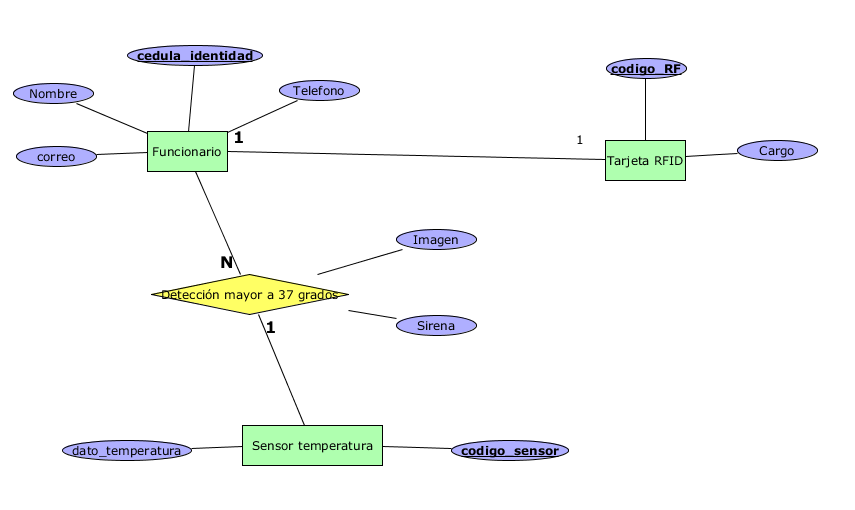 cedula_identidad
codigo_RF
Nombre
Telefono
1
1
Funcionario
correo
Tarjeta RFID
Cargo
Imagen
N
Detección mayor a 37 grados
1
Sirena
dato_temperatura
Sensor temperatura
codigo_sensor